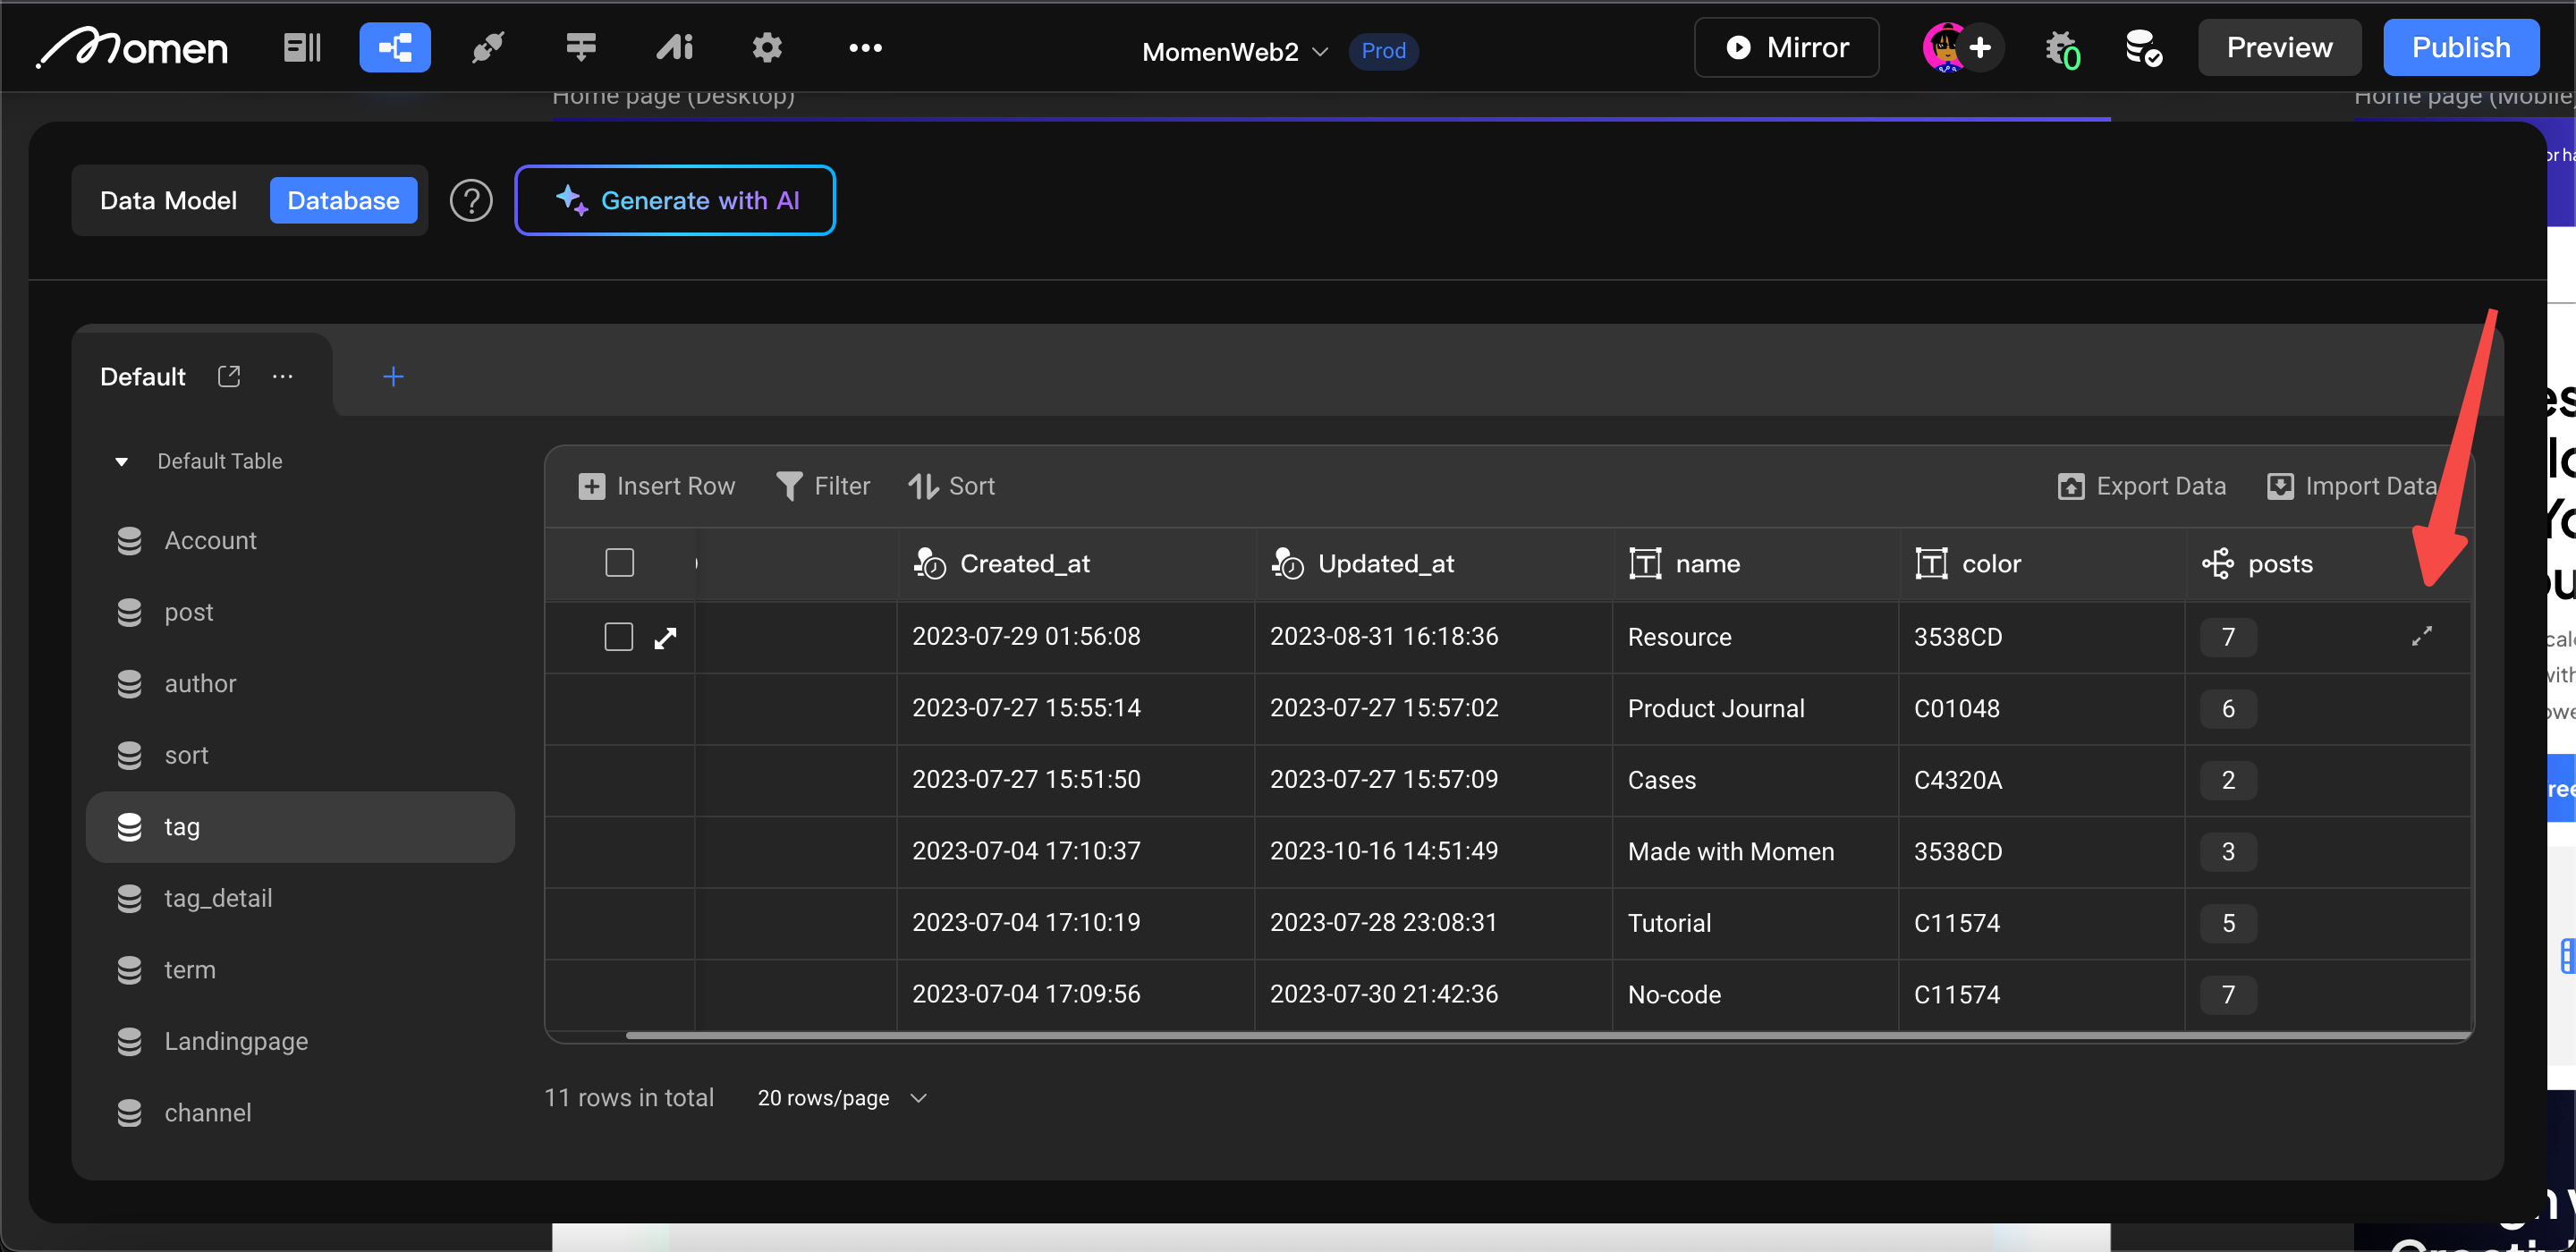 Momen
MomenWeb2
Prod
Mirror
0
Preview
Publish
Home page (Desktop)
Home page (Mobile)
Data Model
Database
?
Generate with AI
Default
Default Table
Account
post
author
sort
tag
tag_detail
term
Landingpage
channel
Insert Row
Filter
Sort
Export Data
Import Data
Created_at
Updated_at
name
color
posts
2023-07-29 01:56:08
2023-08-31 16:18:36
Resource
3538CD
7
2023-07-27 15:55:14
2023-07-27 15:57:02
Product Journal
C01048
6
2023-07-27 15:51:50
2023-07-27 15:57:09
Cases
C4320A
2
2023-07-04 17:10:37
2023-10-16 14:51:49
Made with Momen
3538CD
3
2023-07-04 17:10:19
2023-07-28 23:08:31
Tutorial
C11574
5
2023-07-04 17:09:56
2023-07-30 21:42:36
No-code
C11574
7
11 rows in total
20 rows/page